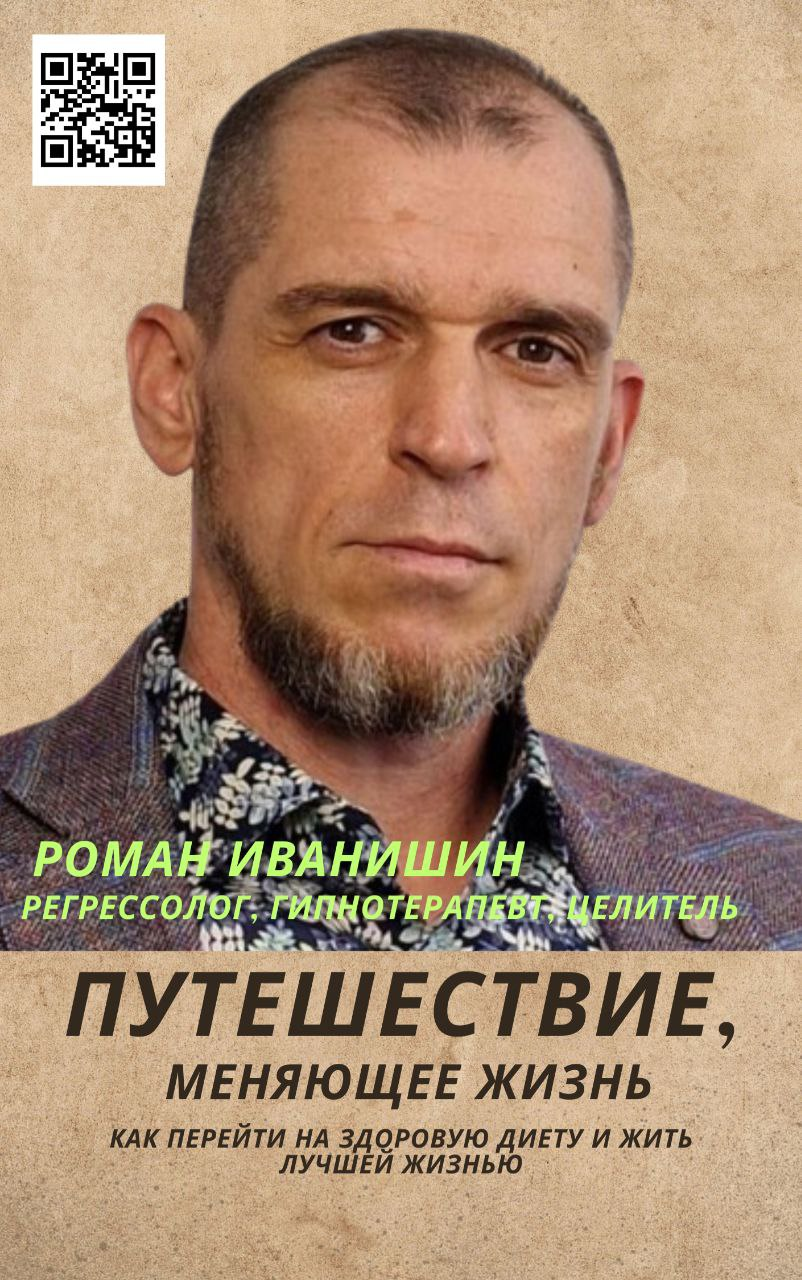 РОМАН ИВАНИШИН
РЕГРЕССОЛОГ, ГИПНОТЕРАПЕВТ, ЦЕЛИТЕЛЬ
ПУТЕШЕСТВИЕ,
МЕНЯЮЩЕЕ ЖИЗНЬ
КАК ПЕРЕЙТИ НА ЗДОРОВУЮ ДИЕТУ И ЖИТЬ
ЛУЧШЕЙ ЖИЗНЬЮ